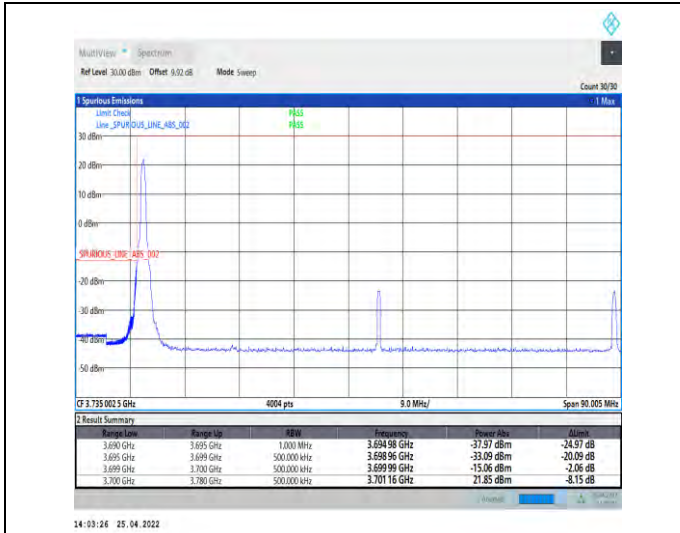 MultiView Spectrum
Ref Level 30.00 dBm Offset 9.92 dB Mode Sweep
Count 30/30
1 Spurious Emissions 1 Max
Limit Check PASS
Line _SPURIOUS_LINE_ABS_002 PASS
30 dBm
20 dBm
10 dBm
0 dBm
_SPURIOUS_LINE_ABS_002
-20 dBm
-30 dBm
-40 dBm
-50 dBm
CF 3.735 002 5 GHz 4004 pts 9.0 MHz/ Span 90.005 MHz
2 Result Summary
Range Low Range Up RBW Frequency Power Abs ΔLimit
3.690 GHz 3.695 GHz 1.000 MHz 3.694 98 GHz -37.97 dBm -24.97 dB
3.695 GHz 3.699 GHz 500.000 kHz 3.698 96 GHz -33.09 dBm -20.09 dB
3.699 GHz 3.700 GHz 500.000 kHz 3.699 99 GHz -15.06 dBm -2.06 dB
3.700 GHz 3.780 GHz 500.000 kHz 3.701 16 GHz 21.85 dBm -8.15 dB
14:03:26 25.04.2022